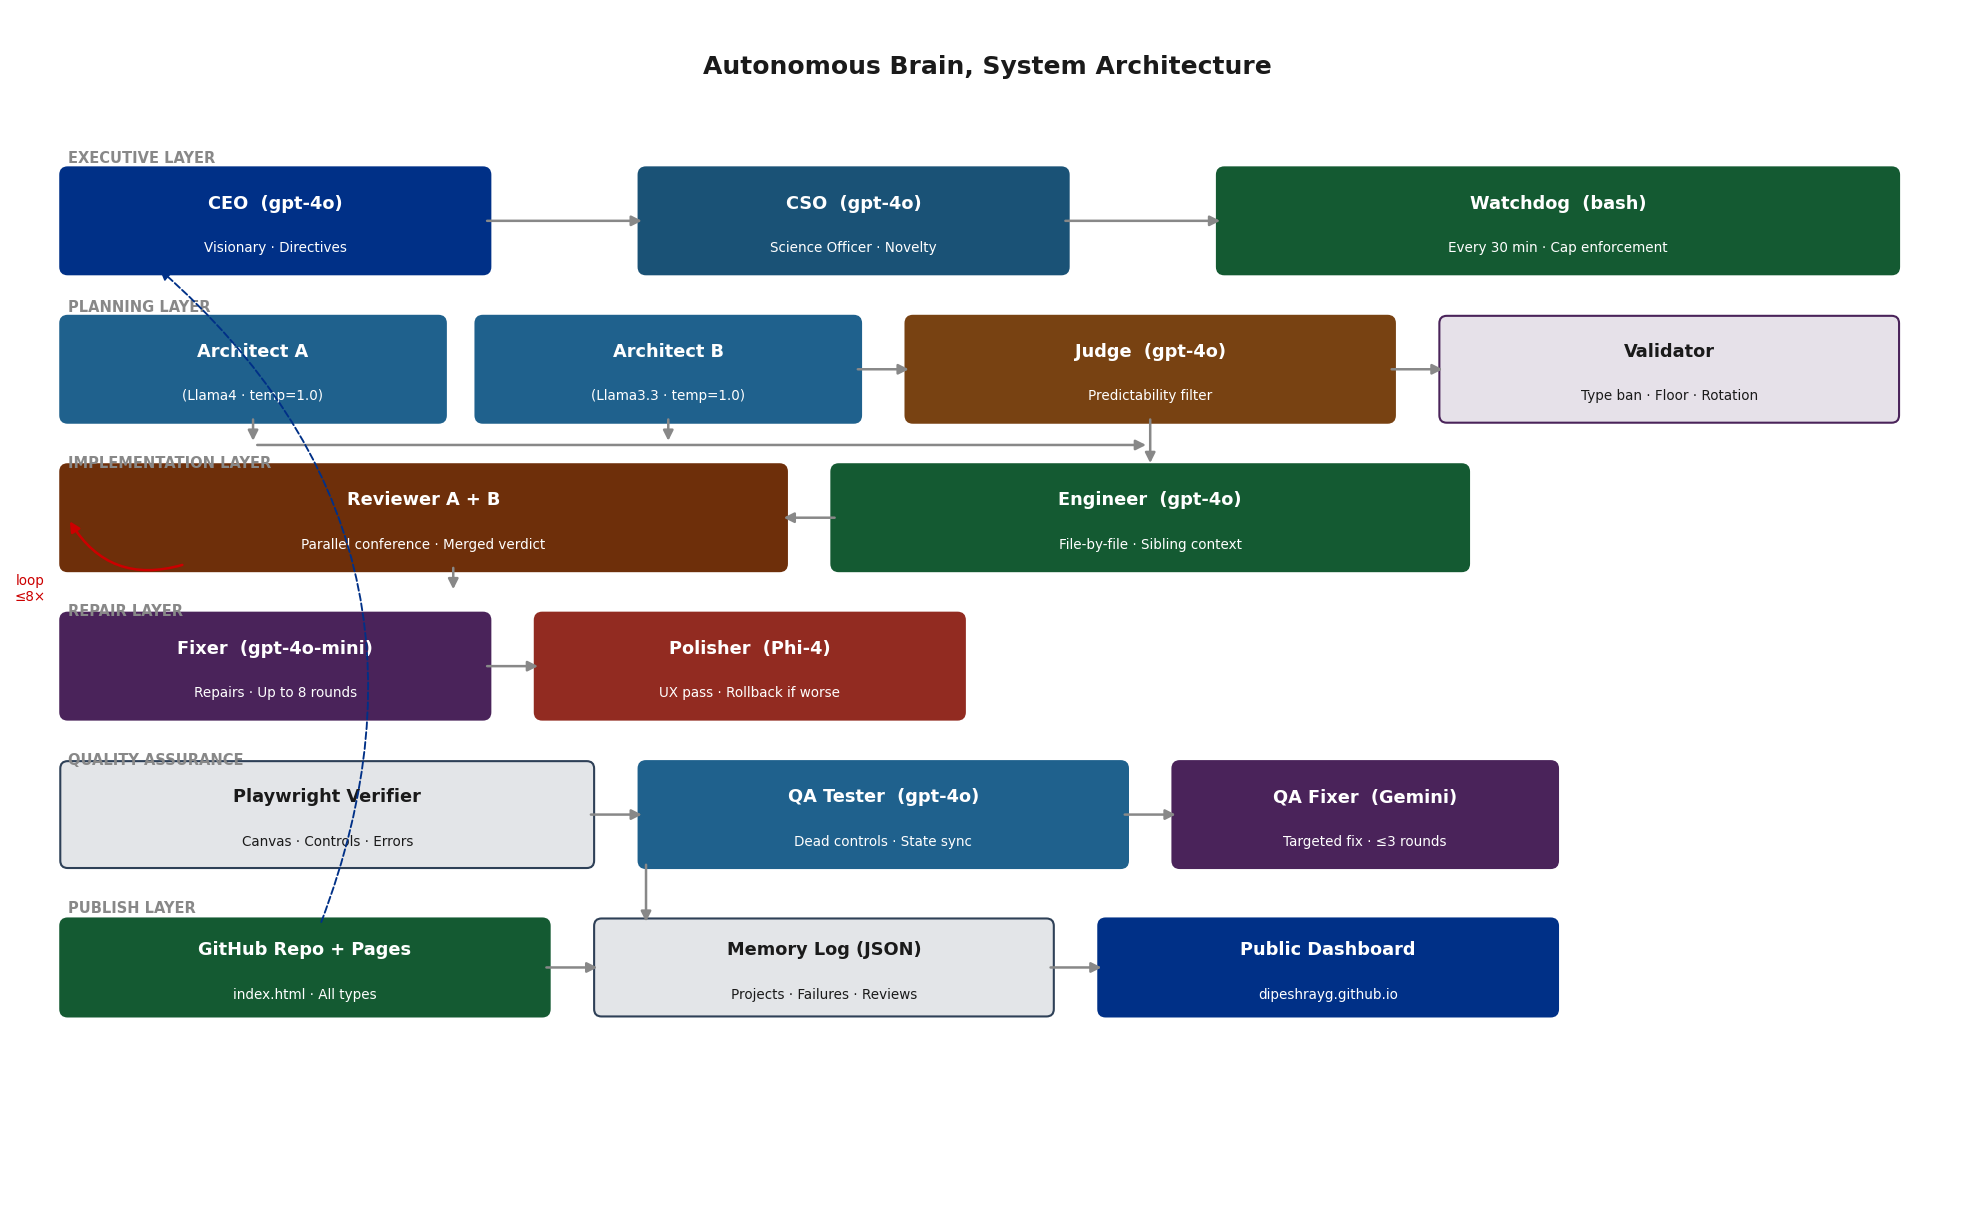 Autonomous Brain, System Architecture
EXECUTIVE LAYER
CEO  (gpt-4o)
Visionary · Directives
CSO  (gpt-4o)
Science Officer · Novelty
Watchdog  (bash)
Every 30 min · Cap enforcement
PLANNING LAYER
Architect A
(Llama4 · temp=1.0)
Architect B
(Llama3.3 · temp=1.0)
Judge  (gpt-4o)
Predictability filter
Validator
Type ban · Floor · Rotation
IMPLEMENTATION LAYER
Reviewer A + B
Parallel conference · Merged verdict
Engineer  (gpt-4o)
File-by-file · Sibling context
loop
≤8×
REPAIR LAYER
Fixer  (gpt-4o-mini)
Repairs · Up to 8 rounds
Polisher  (Phi-4)
UX pass · Rollback if worse
QUALITY ASSURANCE
Playwright Verifier
Canvas · Controls · Errors
QA Tester  (gpt-4o)
Dead controls · State sync
QA Fixer  (Gemini)
Targeted fix · ≤3 rounds
PUBLISH LAYER
GitHub Repo + Pages
index.html · All types
Memory Log (JSON)
Projects · Failures · Reviews
Public Dashboard
dipeshrayg.github.io